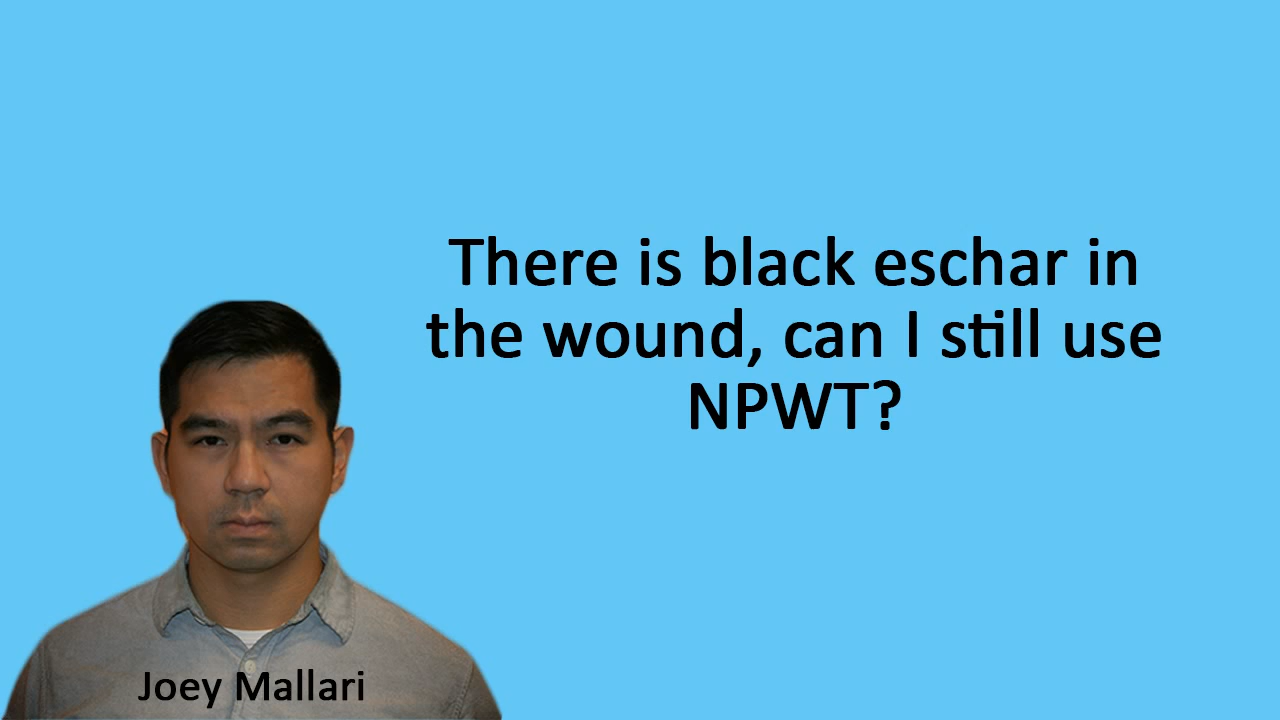 There is black eschar in
the wound, can I still use
NPWT?
Joey Mallari